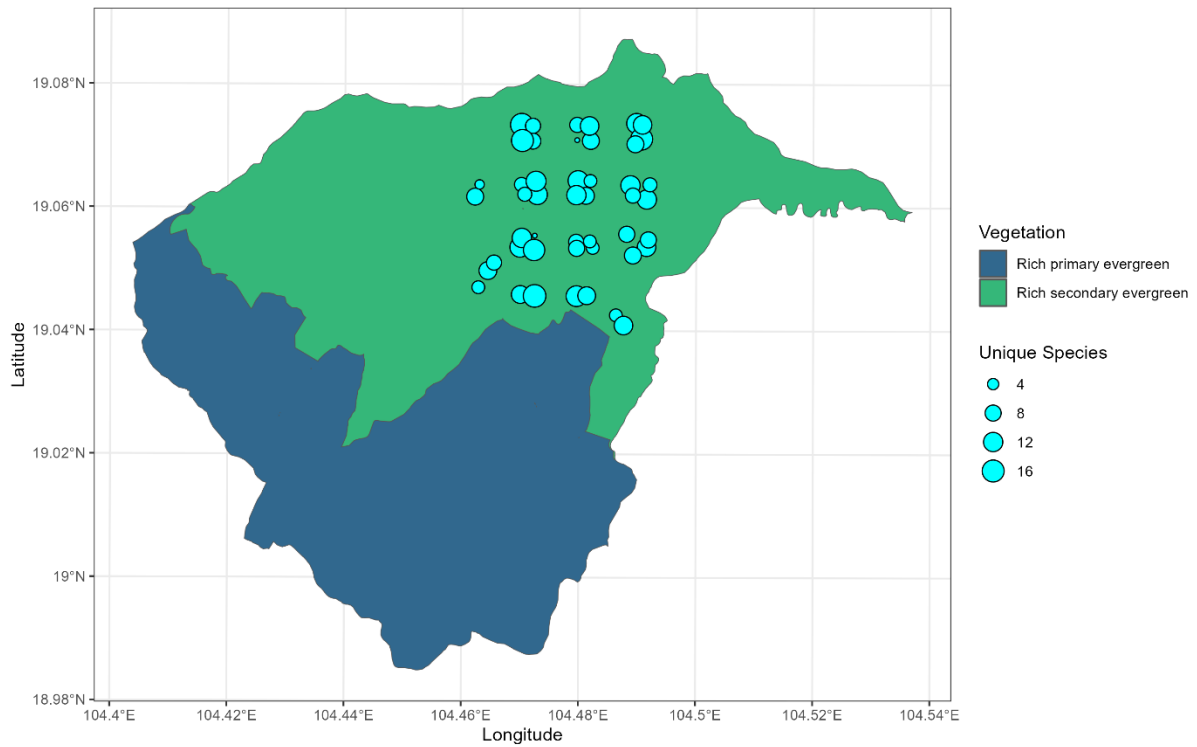 19.08°N
19.06°N
19.04°N
19.02°N
19°N
18.98°N
Latitude
104.4°E
104.42°E
104.44°E
104.46°E
104.48°E
104.5°E
104.52°E
104.54°E
Longitude
Vegetation
Rich primary evergreen
Rich secondary evergreen
Unique Species
4
8
12
16